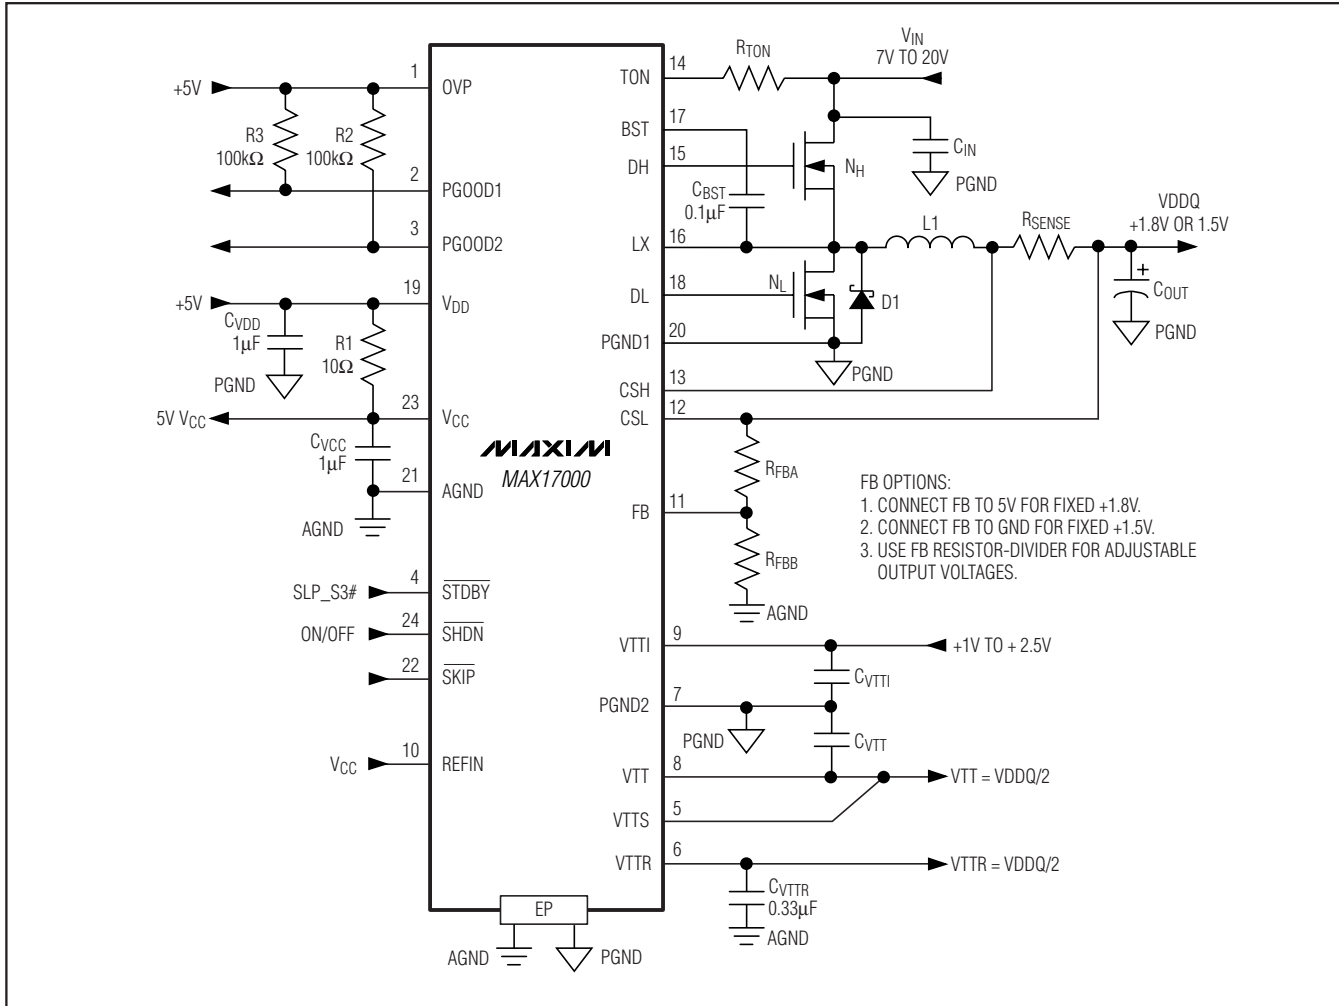 +5V
1
OVP
R3
100kΩ
R2
100kΩ
2
PGOOD1
3
PGOOD2
+5V
19
VDD
CVDD
1µF
R1
10Ω
PGND
5V VCC
23
VCC
CVCC
1µF
21
AGND
AGND
SLP_S3#
4
STDBY
ON/OFF
24
SHDN
22
SKIP
VCC
10
REFIN
MAXIM
MAX17000
EP
AGND
PGND
TON
14
RTON
VIN
7V TO 20V
BST
17
DH
15
NH
CIN
PGND
CBST
0.1µF
LX
16
L1
RSENSE
VDDQ
+1.8V OR 1.5V
DL
18
NL
D1
+
COUT
PGND
PGND1
20
PGND
CSH
13
CSL
12
RFBA
FB
11
RFBB
AGND
FB OPTIONS:
1. CONNECT FB TO 5V FOR FIXED +1.8V.
2. CONNECT FB TO GND FOR FIXED +1.5V.
3. USE FB RESISTOR-DIVIDER FOR ADJUSTABLE
OUTPUT VOLTAGES.
VTTI
9
+1V TO + 2.5V
CVTTI
PGND2
7
PGND
CVTT
VTT
8
VTT = VDDQ/2
VTTS
5
VTTR
6
VTTR = VDDQ/2
CVTTR
0.33µF
AGND